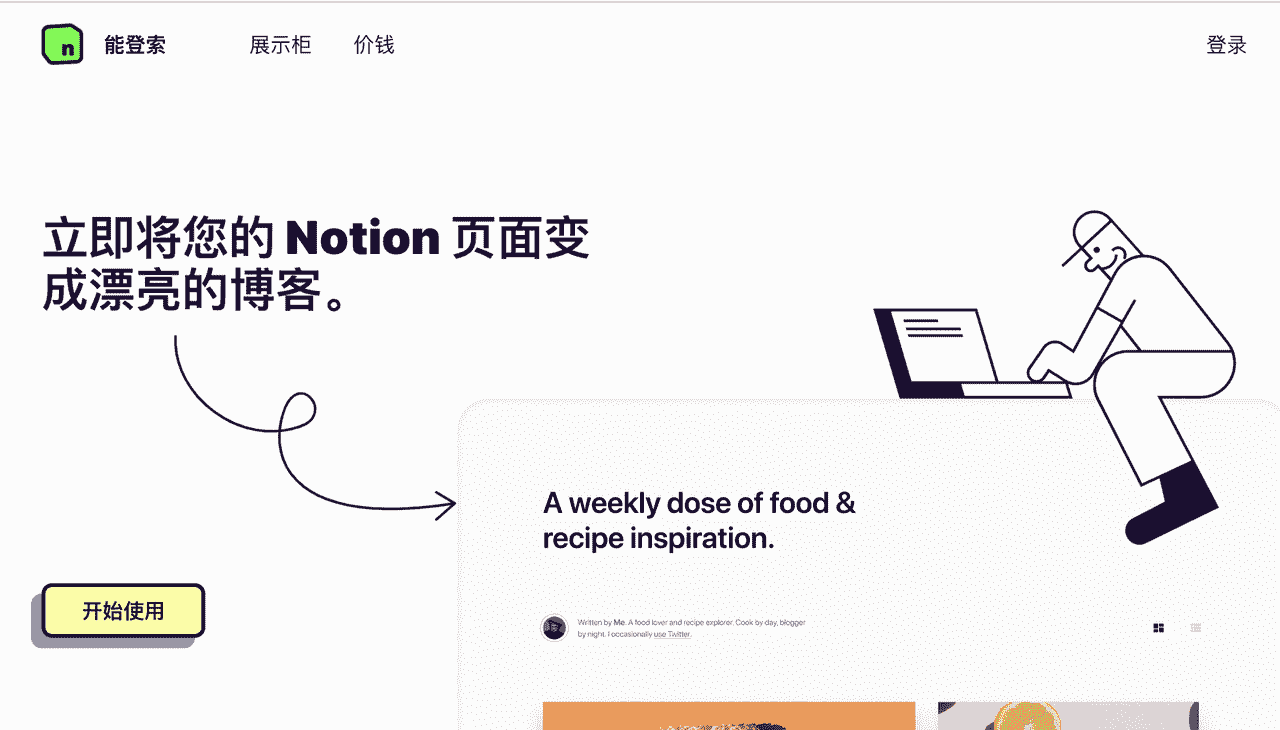 n 能登索 展示柜 价钱 登录
立即将您的 Notion 页面变
成漂亮的博客。
A weekly dose of food &
recipe inspiration.
开始使用
Written by Me. A food lover and recipe explorer. Cook by day, blogger
by night. I occasionally use Twitter.